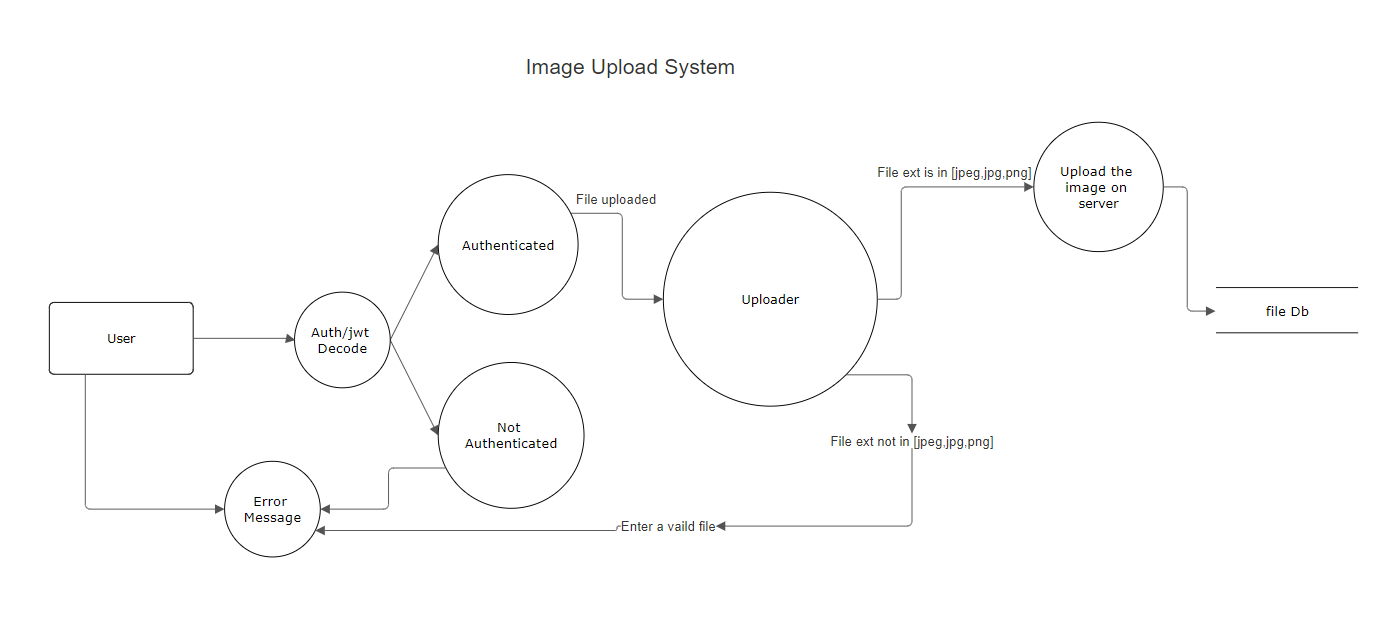 Image Upload System
File ext is in [jpeg,jpg,png]
Upload the
image on
server
File uploaded
Authenticated
Uploader
file Db
User
Auth/jwt
Decode
Not
Authenticated
File ext not in [jpeg,jpg,png]
Error
Message
Enter a vaild file